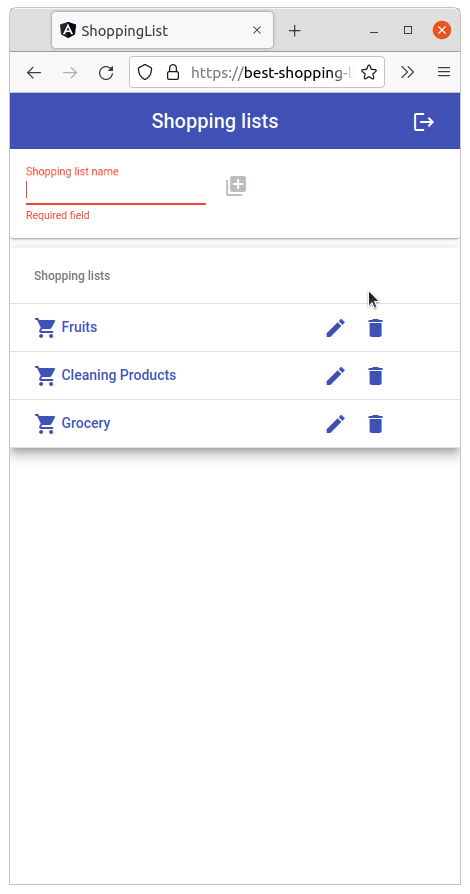 ShoppingList
https://best-shopping-l
Shopping lists
Shopping list name
Required field
Shopping lists
Fruits
Cleaning Products
Grocery